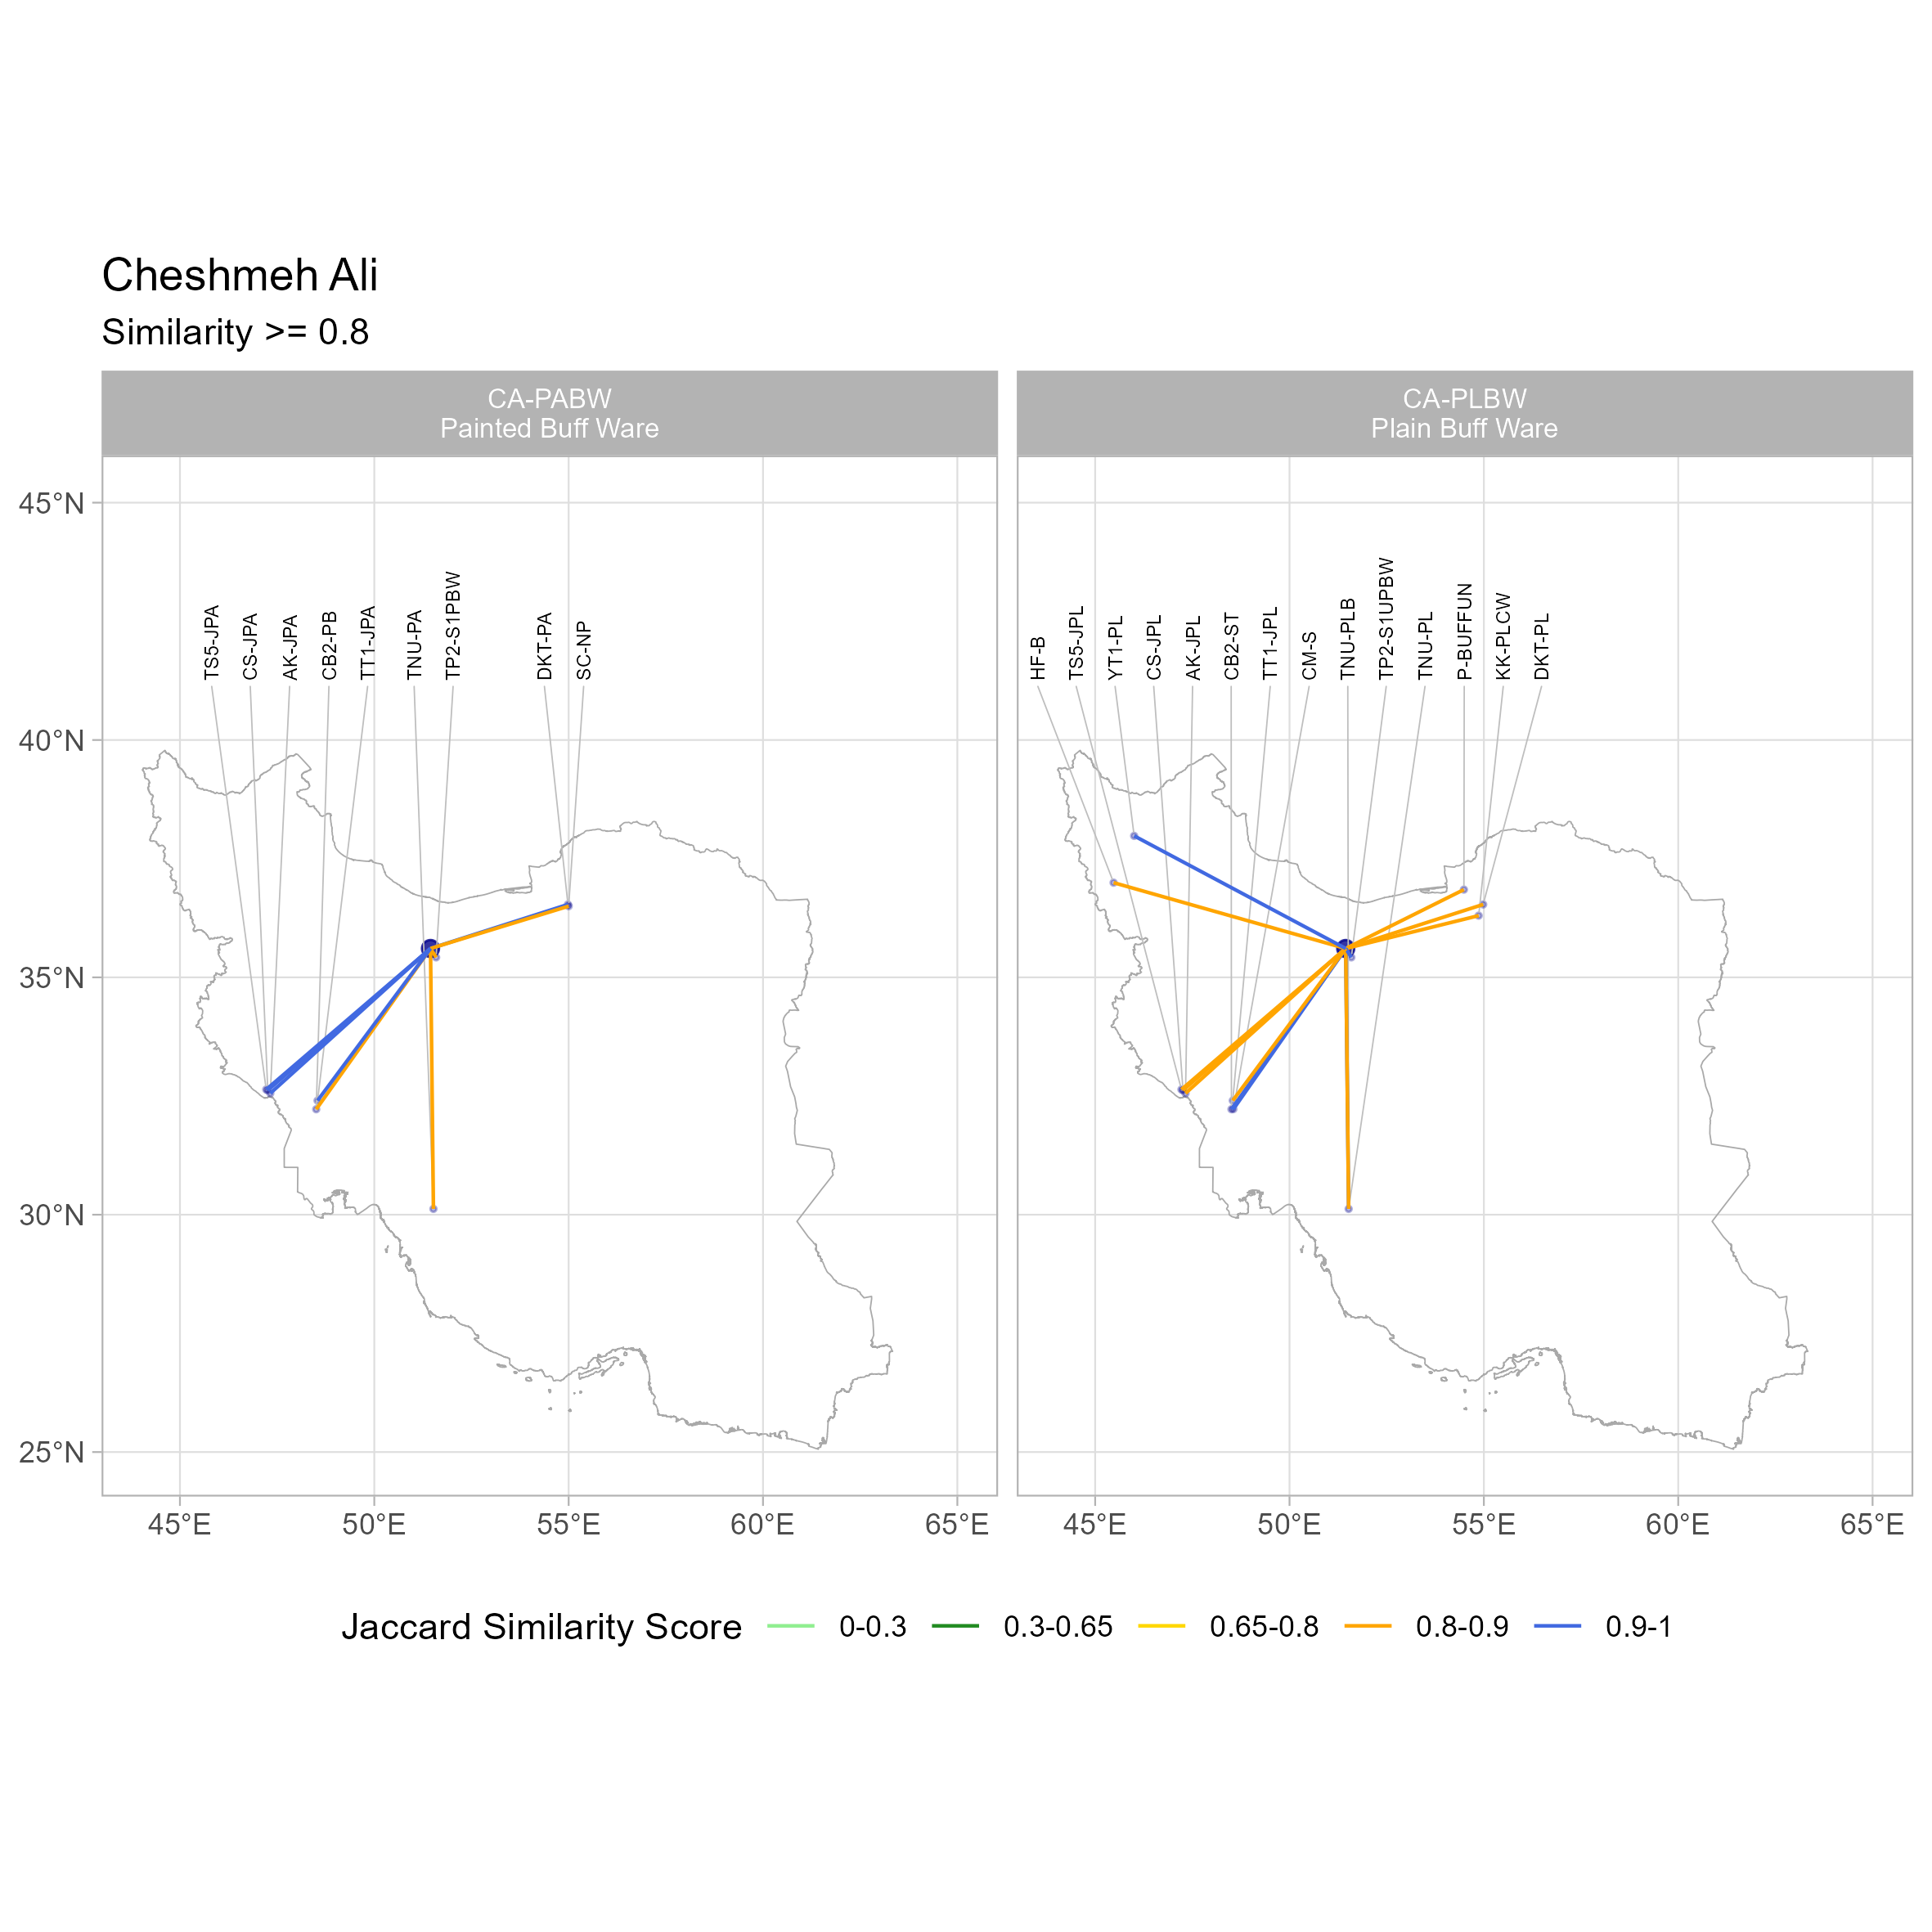 Cheshmeh Ali
Similarity >= 0.8
CA-PABW
Painted Buff Ware
CA-PLBW
Plain Buff Ware
TS5-JPA
CS-JPA
AK-JPA
CB2-PB
TT1-JPA
TNU-PA
TP2-S1PBW
DKT-PA
SC-NP
HF-B
TS5-JPL
YT1-PL
CS-JPL
AK-JPL
CB2-ST
TT1-JPL
CM-S
TNU-PLB
TP2-S1UPBW
TNU-PL
P-BUFFUN
KK-PLCW
DKT-PL
45°N
40°N
35°N
30°N
25°N
45°E 50°E 55°E 60°E 65°E
45°E 50°E 55°E 60°E 65°E
Jaccard Similarity Score 0-0.3 0.3-0.65 0.65-0.8 0.8-0.9 0.9-1